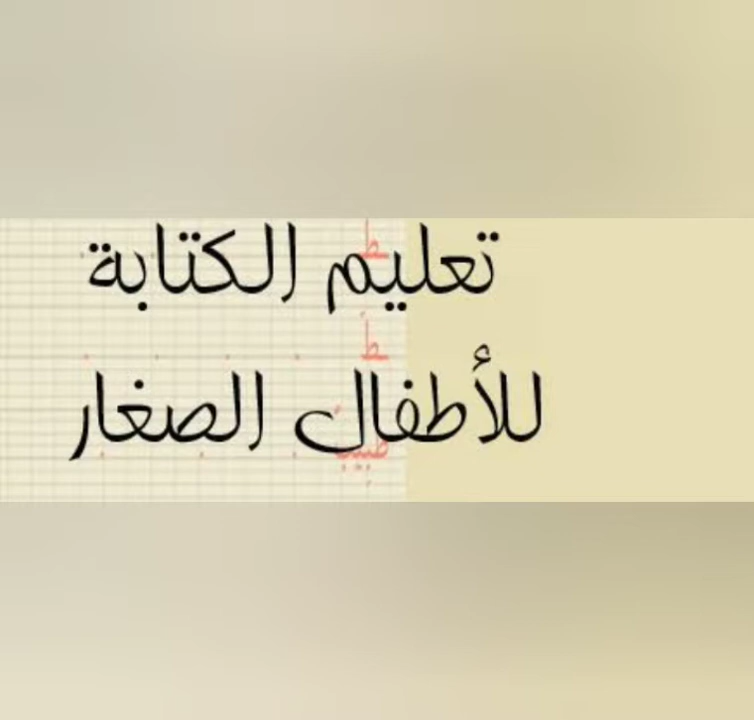 تعليم الكتابة
للأطفال الصغار
ط
ط